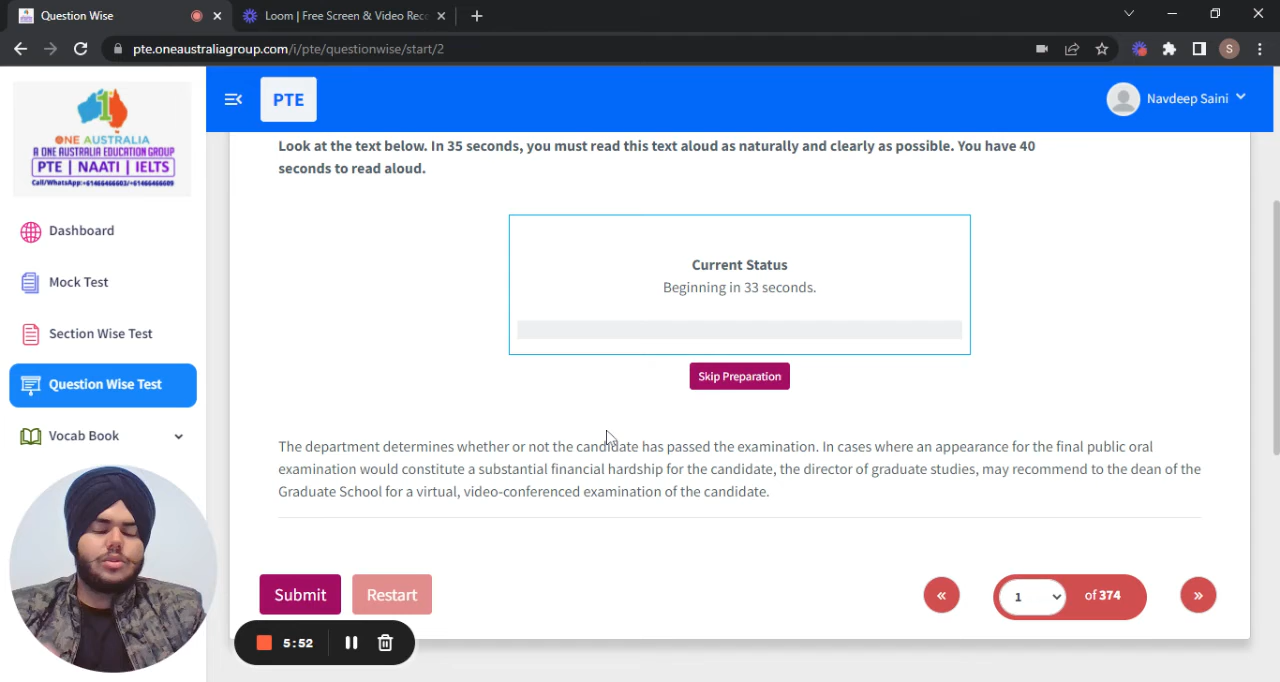 Question Wise
Loom | Free Screen & Video Rec
pte.oneaustraliagroup.com/i/pte/questionwise/start/2
S
1
ONE AUSTRALIA
A ONE AUSTRALIA EDUCATION GROUP
PTE | NAATI | IELTS
Call/WhatsApp:+61466466603/+61466466609
PTE
Navdeep Saini
Dashboard
Mock Test
Section Wise Test
Question Wise Test
Vocab Book
Look at the text below. In 35 seconds, you must read this text aloud as naturally and clearly as possible. You have 40
seconds to read aloud.
Current Status
Beginning in 33 seconds.
Skip Preparation
The department determines whether or not the candidate has passed the examination. In cases where an appearance for the final public oral
examination would constitute a substantial financial hardship for the candidate, the director of graduate studies, may recommend to the dean of the
Graduate School for a virtual, video-conferenced examination of the candidate.
Submit
Restart
«
1
of 374
»
5:52